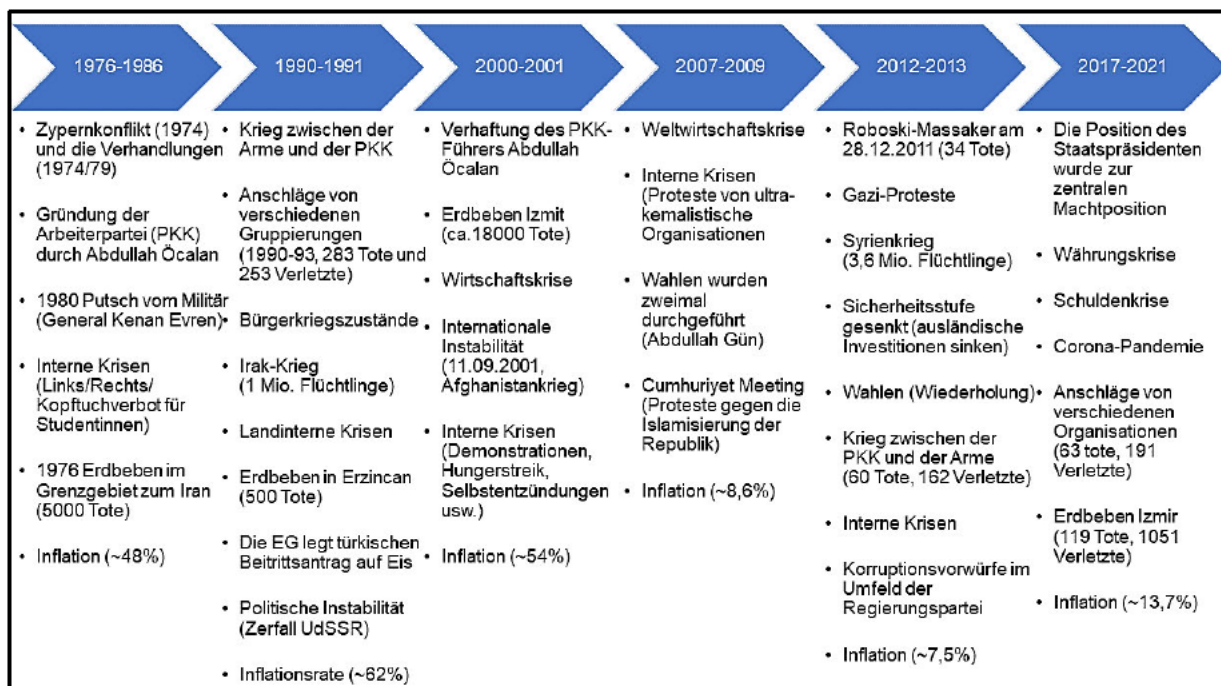 1976-1986
• Zypernkonflikt (1974)
und die Verhandlungen
(1974/79)
• Gründung der
Arbeiterpartei (PKK)
durch Abdullah Öcalan
• 1980 Putsch vom Militär
(General Kenan Evren)
• Interne Krisen
(Links/Rechts/
Kopftuchverbot für
Studentinnen)
• 1976 Erdbeben im
Grenzgebiet zum Iran
(5000 Tote)
• Inflation (~48%)
1990-1991
• Krieg zwischen der
Arme und der PKK
• Anschläge von
verschiedenen
Gruppierungen
(1990-93, 283 Tote und
253 Verletzte)
• Bürgerkriegszustände
• Irak-Krieg
(1 Mio. Flüchtlinge)
• Landinterne Krisen
• Erdbeben in Erzincan
(500 Tote)
• Die EG legt türkischen
Beitrittsantrag auf Eis
• Politische Instabilität
(Zerfall UdSSR)
• Inflationsrate (~62%)
2000-2001
• Verhaftung des PKK-
Führers Abdullah
Öcalan
• Erdbeben Izmit
(ca.18000 Tote)
• Wirtschaftskrise
• Internationale
Instabilität
(11.09.2001,
Afghanistankrieg)
• Interne Krisen
(Demonstrationen,
Hungerstreik,
Selbstentzündungen
usw.)
• Inflation (~54%)
2007-2009
• Weltwirtschaftskrise
• Interne Krisen
(Proteste von ultra-
kemalistische
Organisationen
• Wahlen wurden
zweimal
durchgeführt
(Abdullah Gün)
• Cumhuriyet Meeting
(Proteste gegen die
Islamisierung der
Republik)
• Inflation (~8,6%)
2012-2013
• Roboski-Massaker am
28.12.2011 (34 Tote)
• Gazi-Proteste
• Syrienkrieg
(3,6 Mio. Flüchtlinge)
• Sicherheitsstufe
gesenkt (ausländische
Investitionen sinken)
• Wahlen (Wiederholung)
• Krieg zwischen der
PKK und der Arme
(60 Tote, 162 Verletzte)
• Interne Krisen
• Korruptionsvorwürfe im
Umfeld der
Regierungspartei
• Inflation (~7,5%)
2017-2021
• Die Position des
Staatspräsidenten
wurde zur
zentralen
Machtposition
• Währungskrise
• Schuldenkrise
• Corona-Pandemie
• Anschläge von
verschiedenen
Organisationen
(63 tote, 191
Verletzte)
• Erdbeben Izmir
(119 Tote, 1051
Verletzte)
• Inflation (~13,7%)